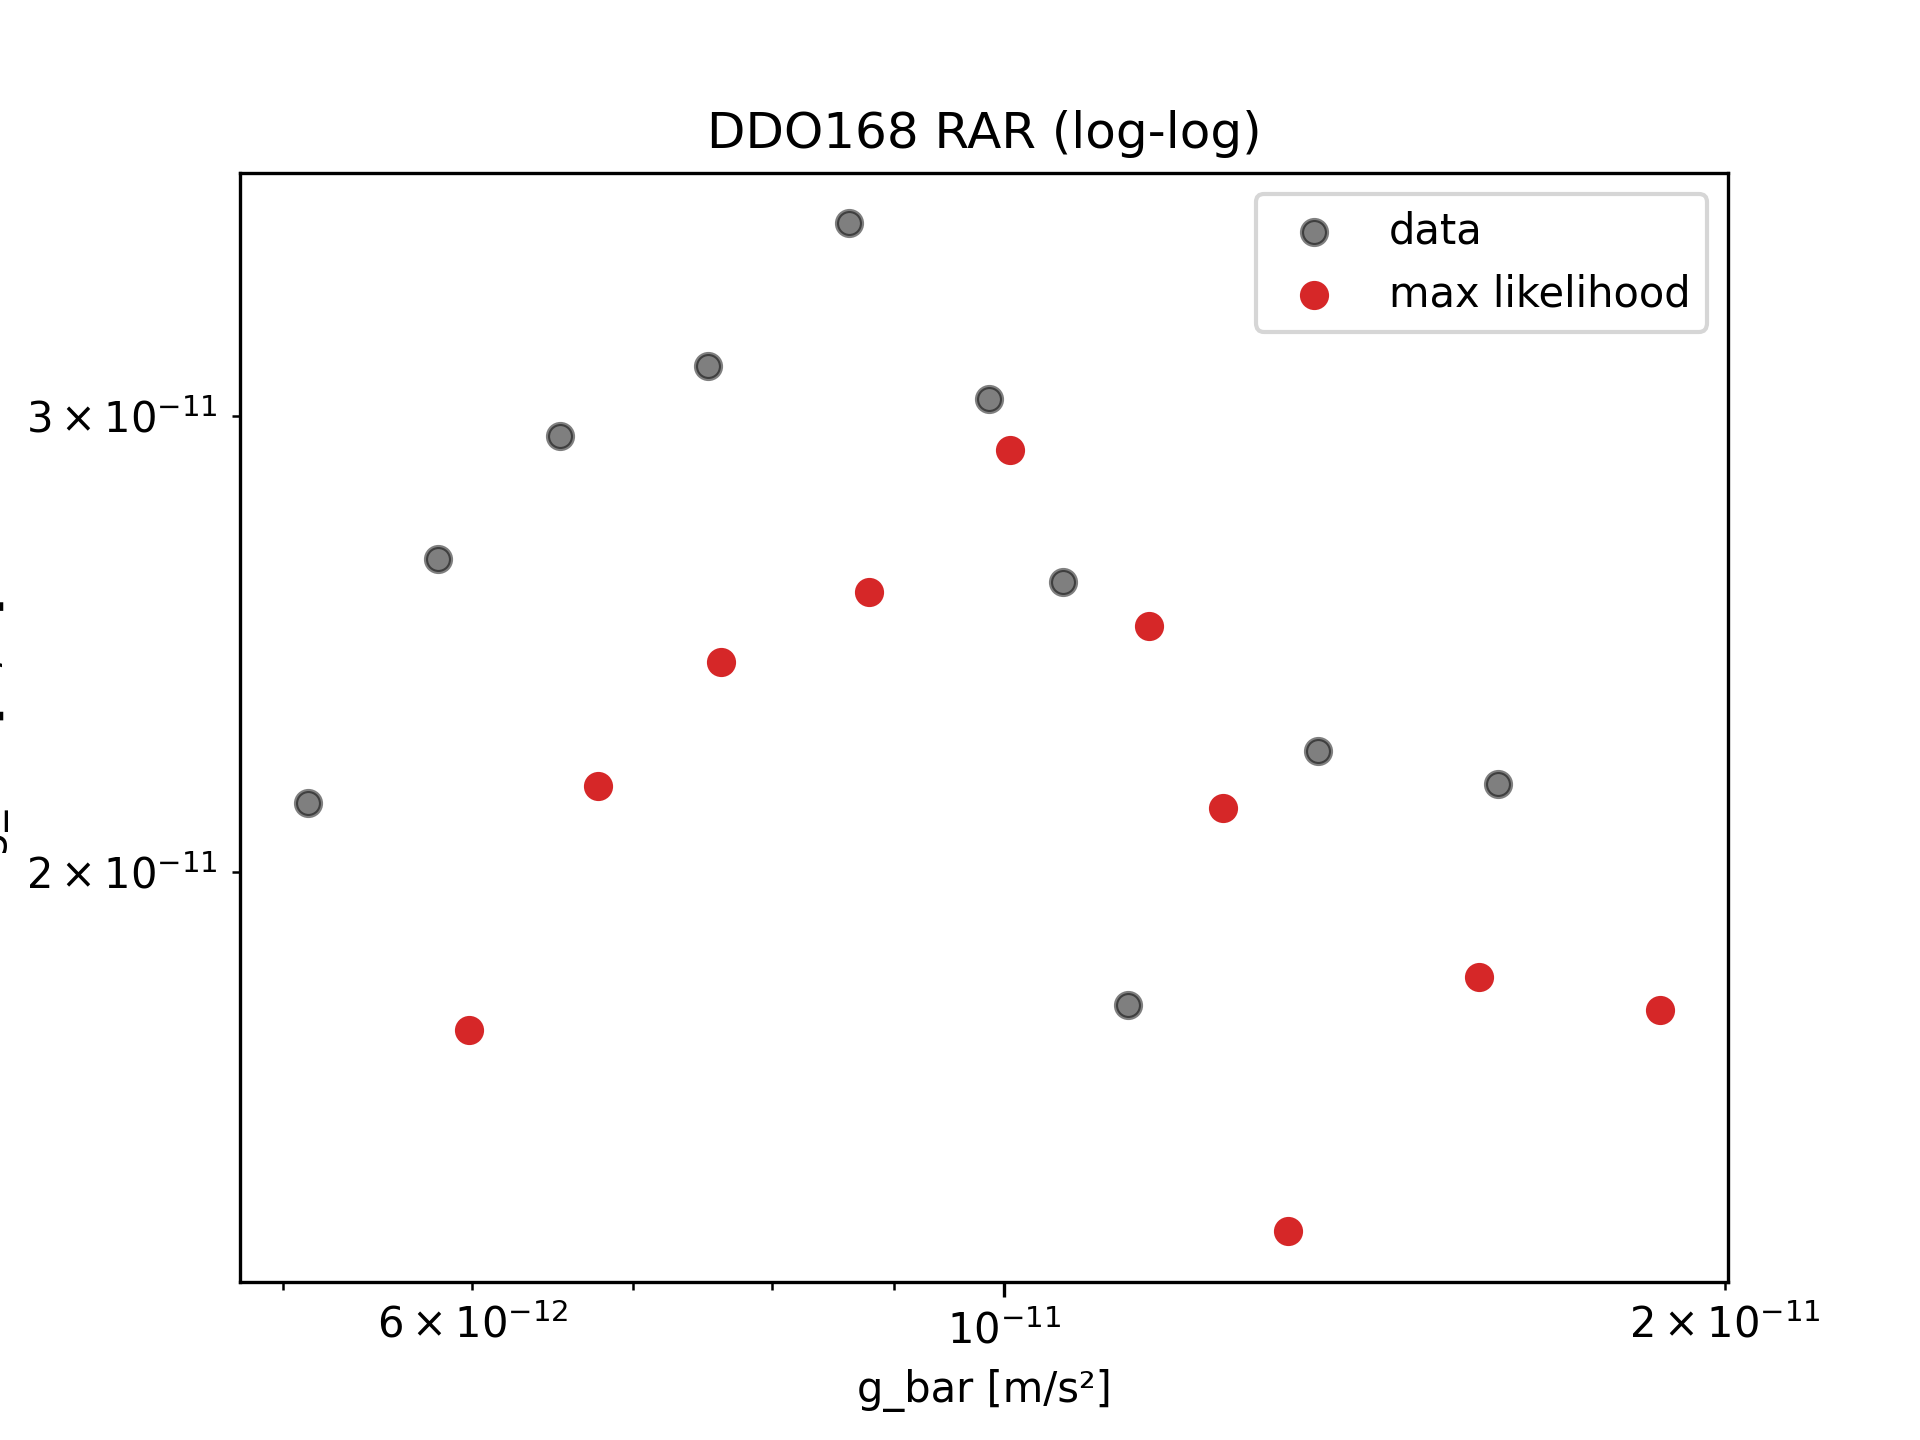 DDO168 RAR (log-log)
data
max likelihood
3 × 10⁻¹¹
2 × 10⁻¹¹
6 × 10⁻¹²
10⁻¹¹
2 × 10⁻¹¹
g_bar [m/s²]